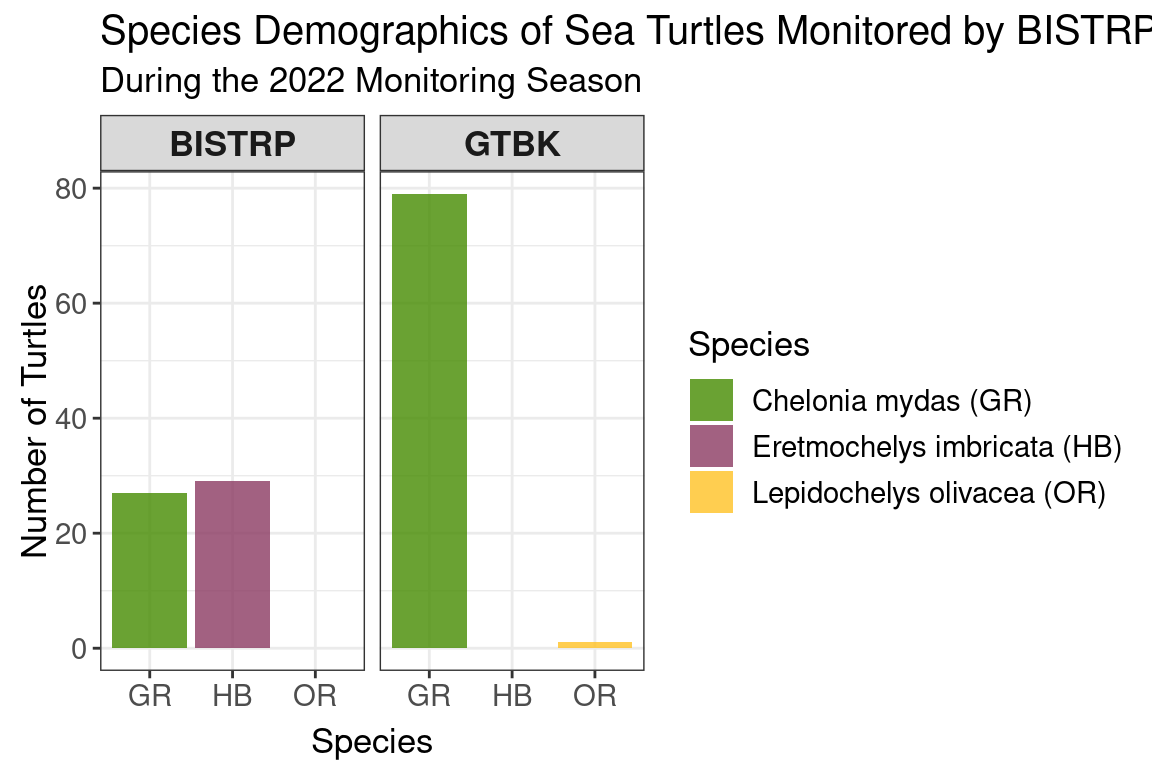 Species Demographics of Sea Turtles Monitored by BISTRP
During the 2022 Monitoring Season
BISTRP
GTBK
80
60
40
20
0
Number of Turtles
GR HB OR
GR HB OR
Species
Species
Chelonia mydas (GR)
Eretmochelys imbricata (HB)
Lepidochelys olivacea (OR)